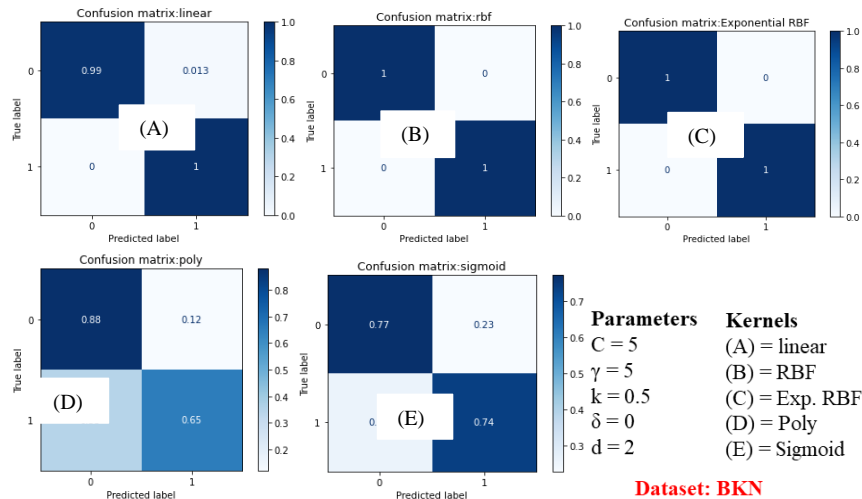 Confusion matrix:linear
1.0
0
0.99
0.013
0.8
True label
(A)
0.6
0.4
1
0
1
0.2
0.0
0
1
Predicted label
Confusion matrix:rbf
1.0
0
1
0
0.8
True label
(B)
0.6
0.4
1
0
1
0.2
0.0
0
1
Predicted label
Confusion matrix:Exponential RBF
1.0
0
1
0
0.8
True label
(C)
0.6
0.4
1
0
1
0.2
0.0
0
1
Predicted label
Confusion matrix:poly
0
0.88
0.12
0.8
0.7
0.6
True label
0.5
0.4
1
(D)
0.65
0.3
0.2
0
1
Predicted label
Confusion matrix:sigmoid
0
0.77
0.23
0.7
0.6
True label
0.5
0.4
1
(E)
0.74
0.3
0
1
Predicted label
Parameters
C = 5
γ = 5
k = 0.5
δ = 0
d = 2
Kernels
(A) = linear
(B) = RBF
(C) = Exp. RBF
(D) = Poly
(E) = Sigmoid
Dataset: BKN